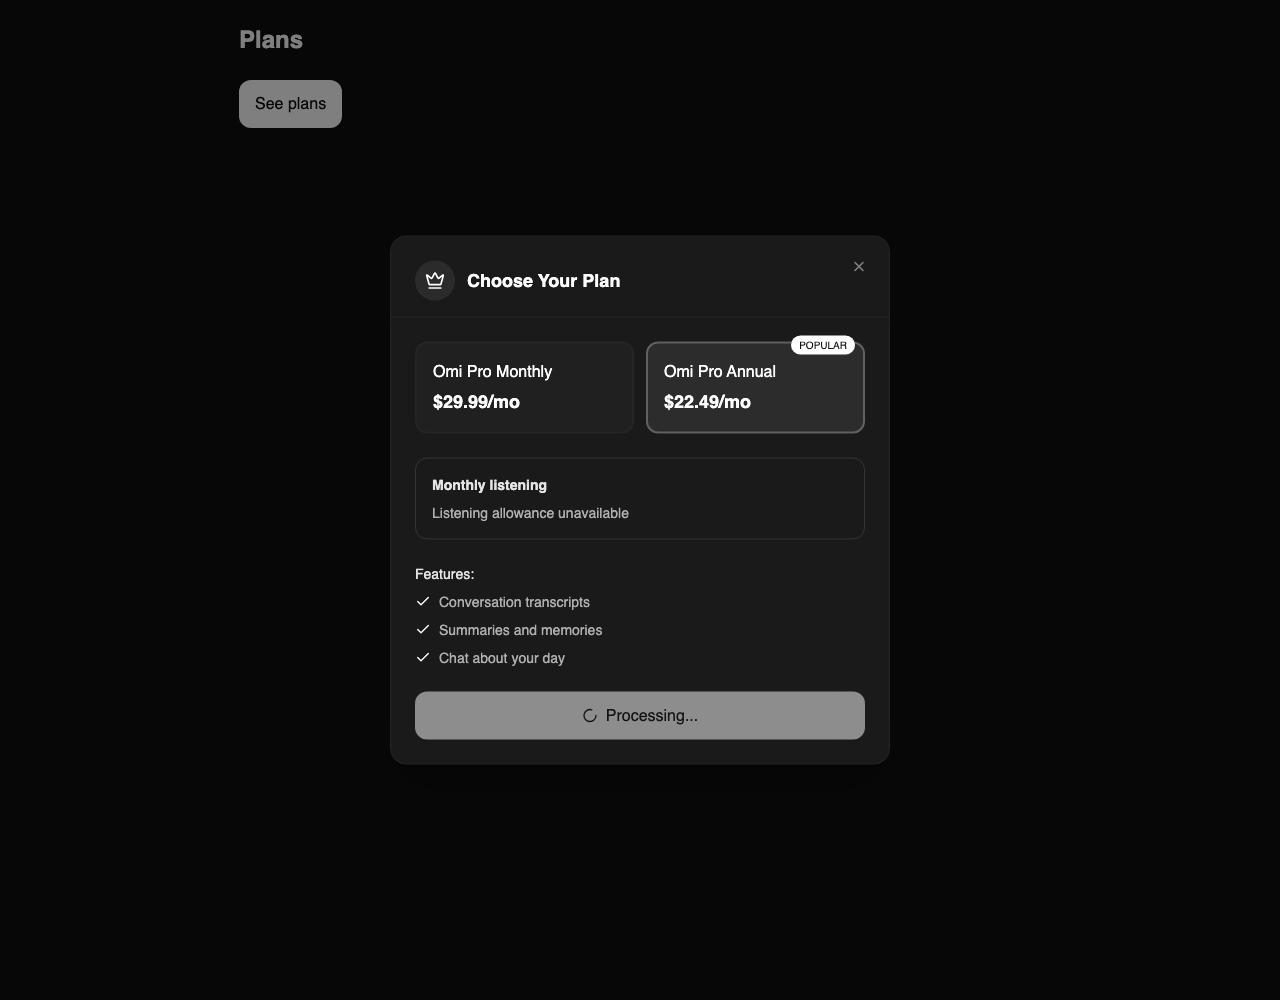 Plans
See plans
Choose Your Plan
POPULAR
Omi Pro Monthly
$29.99/mo
Omi Pro Annual
$22.49/mo
Monthly listening
Listening allowance unavailable
Features:
Conversation transcripts
Summaries and memories
Chat about your day
Processing...